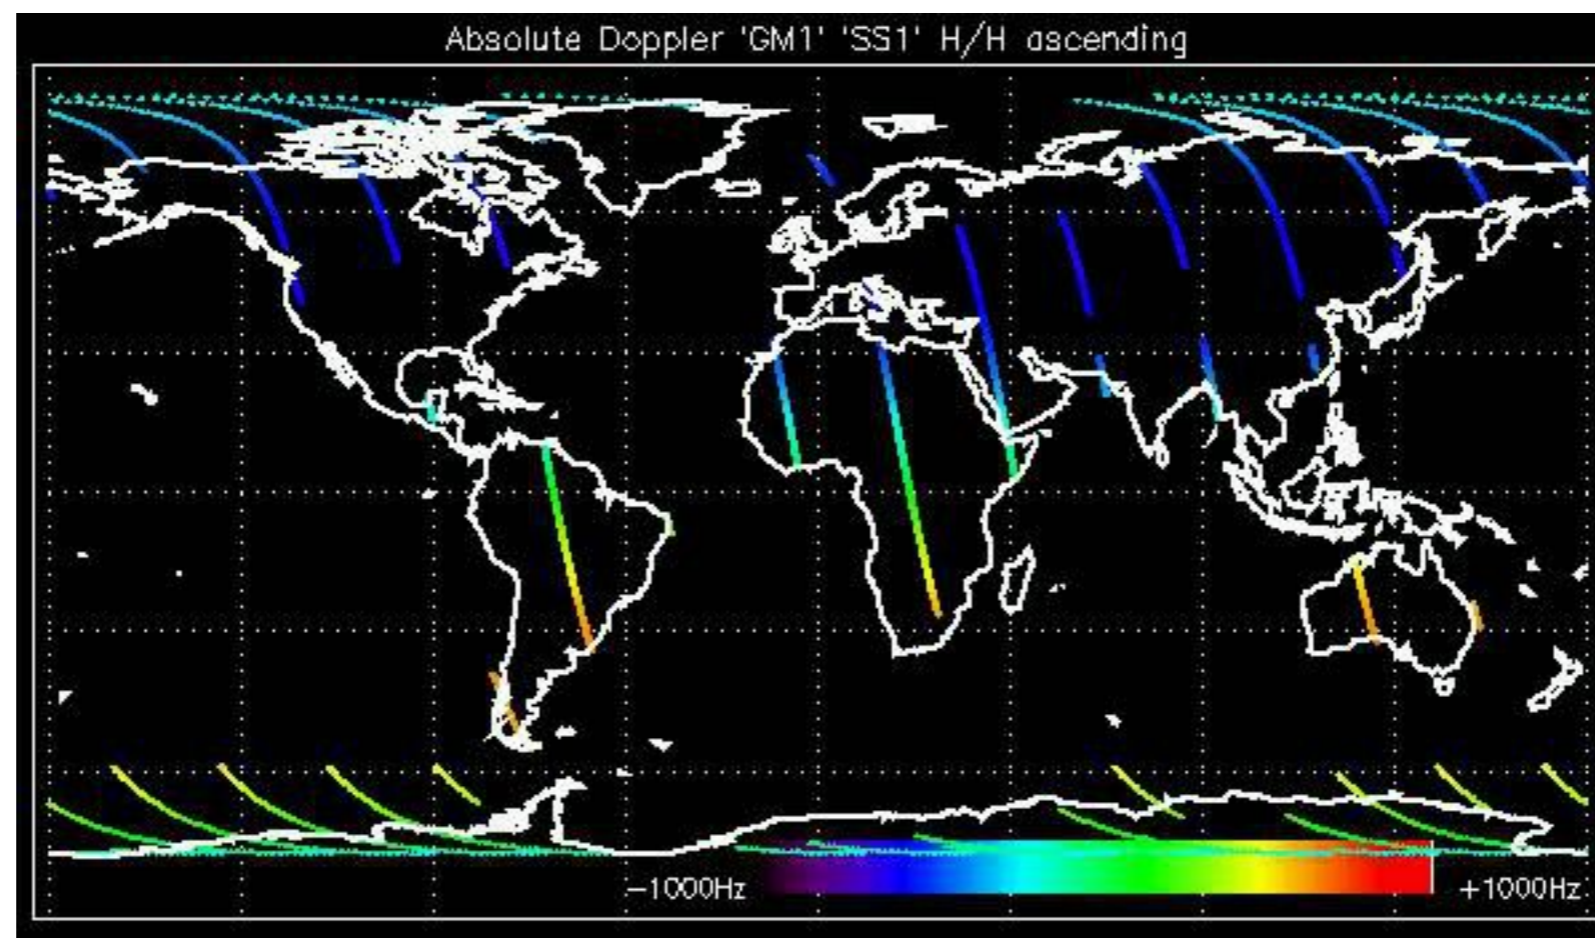 Absolute Doppler 'GM1' 'SS1' H/H ascending
−1000Hz
+1000Hz